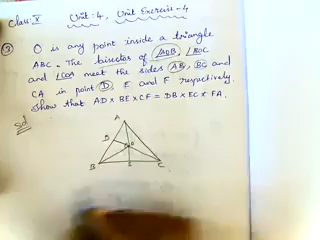 Class: X Unit: 4, Unit Exercise-4
③ O is any point inside a triangle
ABC. The bisector of ∠AOB, ∠BOC
and ∠COA meet the sides AB, BC and
CA in point D, E and F respectively.
Show that AD × BE × CF = DB × EC × FA.
Sol
A
D
O
B
E
C